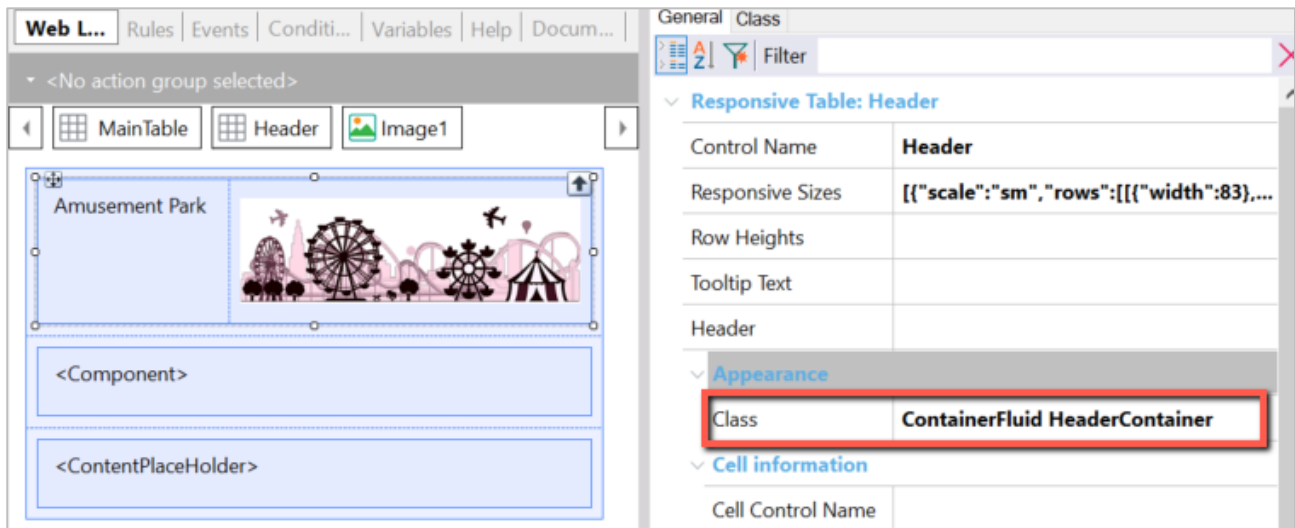 Web L... Rules Events Conditi... Variables Help Docum...
<No action group selected>
MainTable Header Image1
Amusement Park
<Component>
<ContentPlaceHolder>
General Class
Filter
Responsive Table: Header
Control Name Header
Responsive Sizes [{"scale":"sm","rows":[[{"width":83},...
Row Heights
Tooltip Text
Header
Appearance
Class ContainerFluid HeaderContainer
Cell information
Cell Control Name